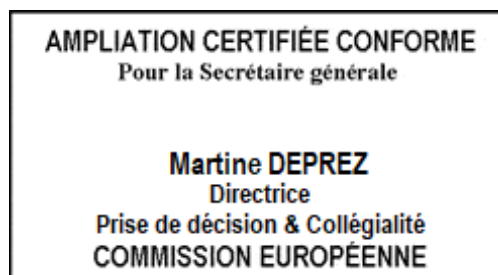 AMPLIATION CERTIFIÉE CONFORME
Pour la Secrétaire générale
Martine DEPREZ
Directrice
Prise de décision & Collégialité
COMMISSION EUROPÉENNE